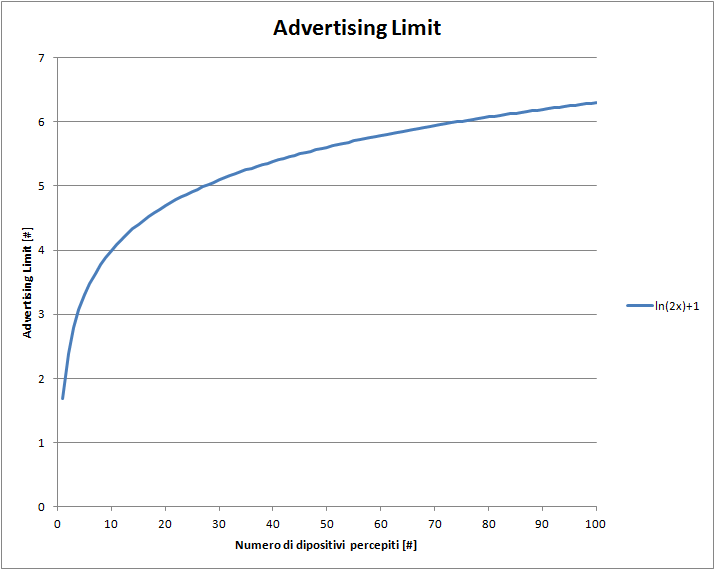 Advertising Limit
7
6
5
4
3
2
1
0
Advertising Limit [#]
0 10 20 30 40 50 60 70 80 90 100
Numero di dipositivi percepiti [#]
ln(2x)+1